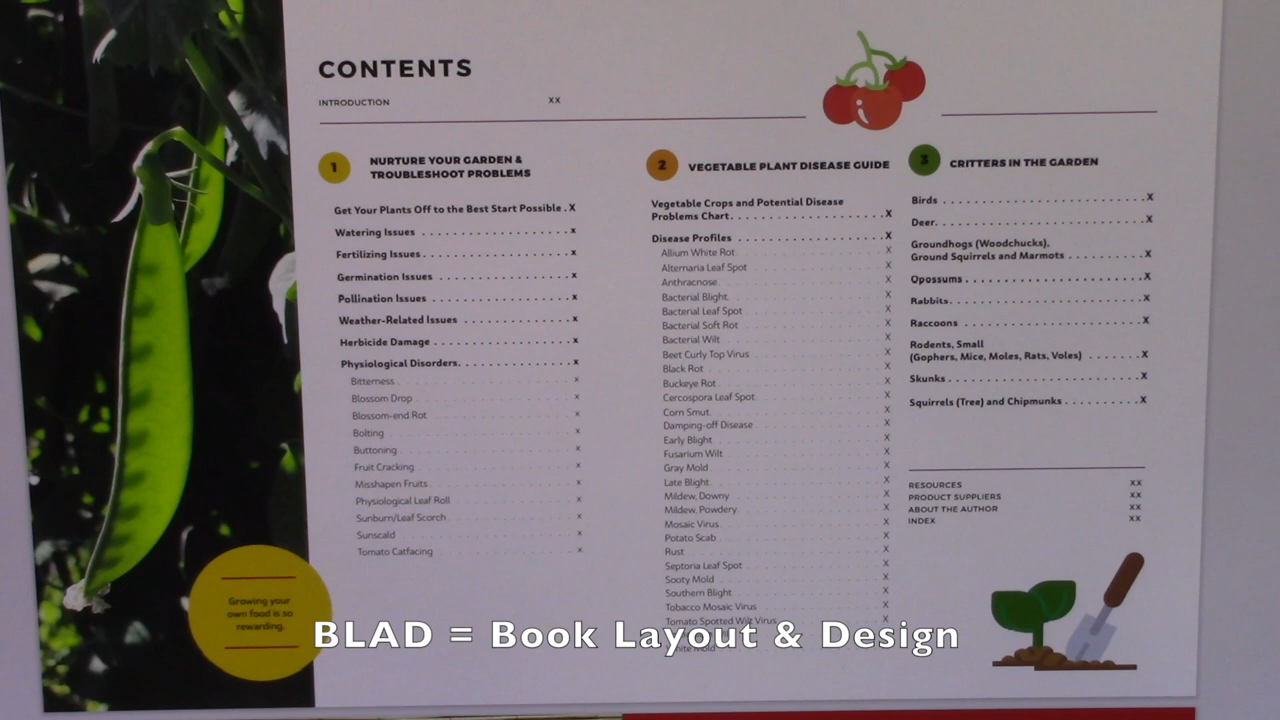 CONTENTS
INTRODUCTION XX
1 NURTURE YOUR GARDEN &
TROUBLESHOOT PROBLEMS
Get Your Plants Off to the Best Start Possible . X
Watering Issues . . . . . . . . . . . . . . . . . . . . . x
Fertilizing Issues . . . . . . . . . . . . . . . . . . . . x
Germination Issues . . . . . . . . . . . . . . . . . . . x
Pollination Issues . . . . . . . . . . . . . . . . . . . . x
Weather-Related Issues . . . . . . . . . . . . . . . . x
Herbicide Damage . . . . . . . . . . . . . . . . . . . x
Physiological Disorders. . . . . . . . . . . . . . . . x
Bitterness x
Blossom Drop x
Blossom-end Rot x
Bolting x
Buttoning x
Fruit Cracking x
Misshapen Fruits x
Physiological Leaf Roll x
Sunburn/Leaf Scorch x
Sunscald x
Tomato Catfacing x
2 VEGETABLE PLANT DISEASE GUIDE
Vegetable Crops and Potential Disease
Problems Chart. . . . . . . . . . . . . . . . . . . . . X
Disease Profiles . . . . . . . . . . . . . . . . . . . . X
Allium White Rot X
Alternaria Leaf Spot X
Anthracnose X
Bacterial Blight X
Bacterial Leaf Spot X
Bacterial Soft Rot X
Bacterial Wilt X
Beet Curly Top Virus X
Black Rot X
Buckeye Rot X
Cercospora Leaf Spot X
Corn Smut X
Damping-off Disease X
Early Blight X
Fusarium Wilt X
Gray Mold X
Late Blight X
Mildew, Downy X
Mildew, Powdery X
Mosaic Virus X
Potato Scab X
Rust X
Septoria Leaf Spot X
Sooty Mold X
Southern Blight X
Tobacco Mosaic Virus X
Tomato Spotted Wilt Virus X
Mold X
3 CRITTERS IN THE GARDEN
Birds . . . . . . . . . . . . . . . . . . . . . . . . . . . X
Deer. . . . . . . . . . . . . . . . . . . . . . . . . . . . X
Groundhogs (Woodchucks),
Ground Squirrels and Marmots . . . . . . . . . . X
Opossums . . . . . . . . . . . . . . . . . . . . . . . . X
Rabbits. . . . . . . . . . . . . . . . . . . . . . . . . . X
Raccoons . . . . . . . . . . . . . . . . . . . . . . . . X
Rodents, Small
(Gophers, Mice, Moles, Rats, Voles) . . . . . . . X
Skunks . . . . . . . . . . . . . . . . . . . . . . . . . . X
Squirrels (Tree) and Chipmunks . . . . . . . . . . X
RESOURCES XX
PRODUCT SUPPLIERS XX
ABOUT THE AUTHOR XX
INDEX XX
Growing your
own food is so
rewarding.
BLAD = Book Layout & Design